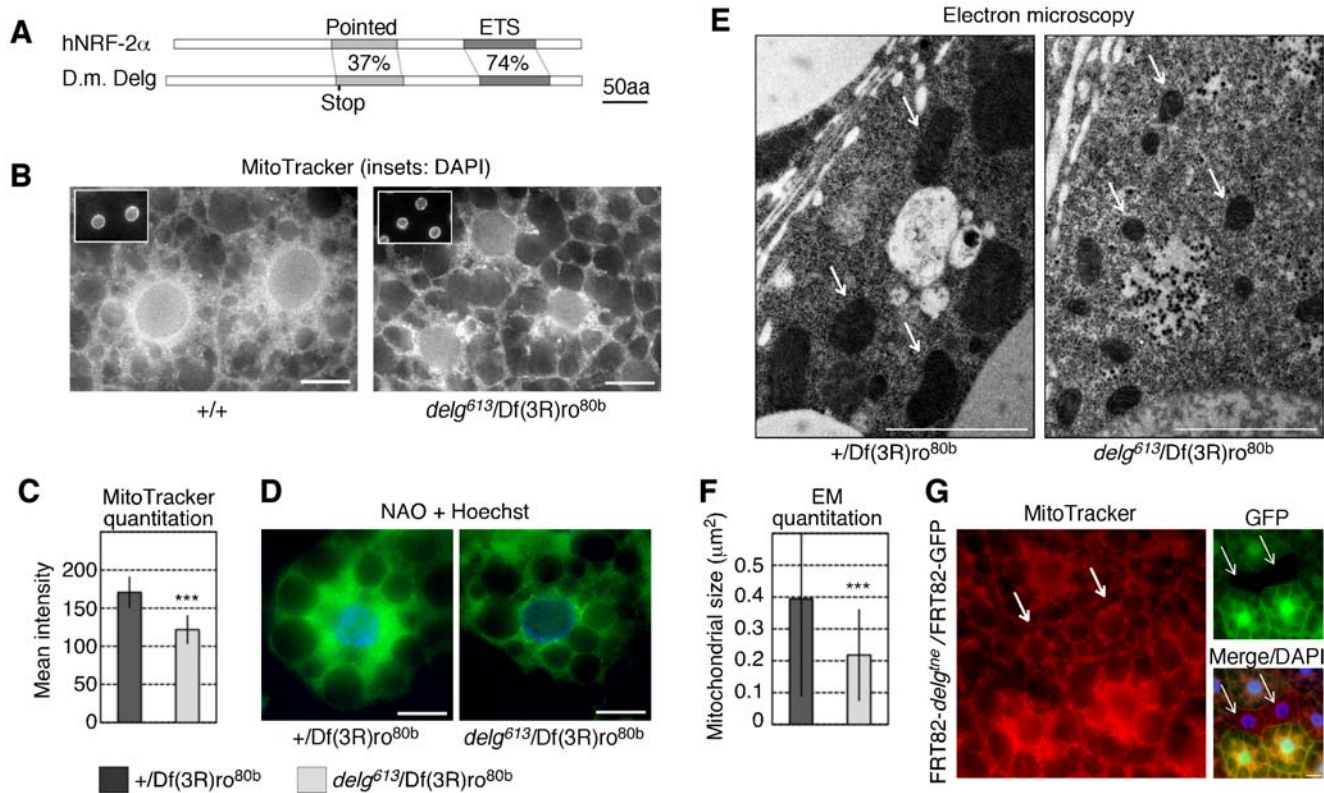 A
Pointed ETS
hNRF-2α
37% 74%
D.m. Delg
Stop
50aa
B
MitoTracker (insets: DAPI)
+/+
delg⁶¹³/Df(3R)ro⁸⁰ᵇ
C
MitoTracker
quantitation
Mean intensity
200
150
100
50
0
***
+/Df(3R)ro⁸⁰ᵇ
delg⁶¹³/Df(3R)ro⁸⁰ᵇ
D
NAO + Hoechst
+/Df(3R)ro⁸⁰ᵇ
delg⁶¹³/Df(3R)ro⁸⁰ᵇ
E
Electron microscopy
+/Df(3R)ro⁸⁰ᵇ
delg⁶¹³/Df(3R)ro⁸⁰ᵇ
F
EM
quantitation
Mitochondrial size (μm²)
0.5
0.4
0.3
0.2
0.1
0
***
G
MitoTracker
GFP
Merge/DAPI
FRT82-delgᵗⁿᵉ/FRT82-GFP